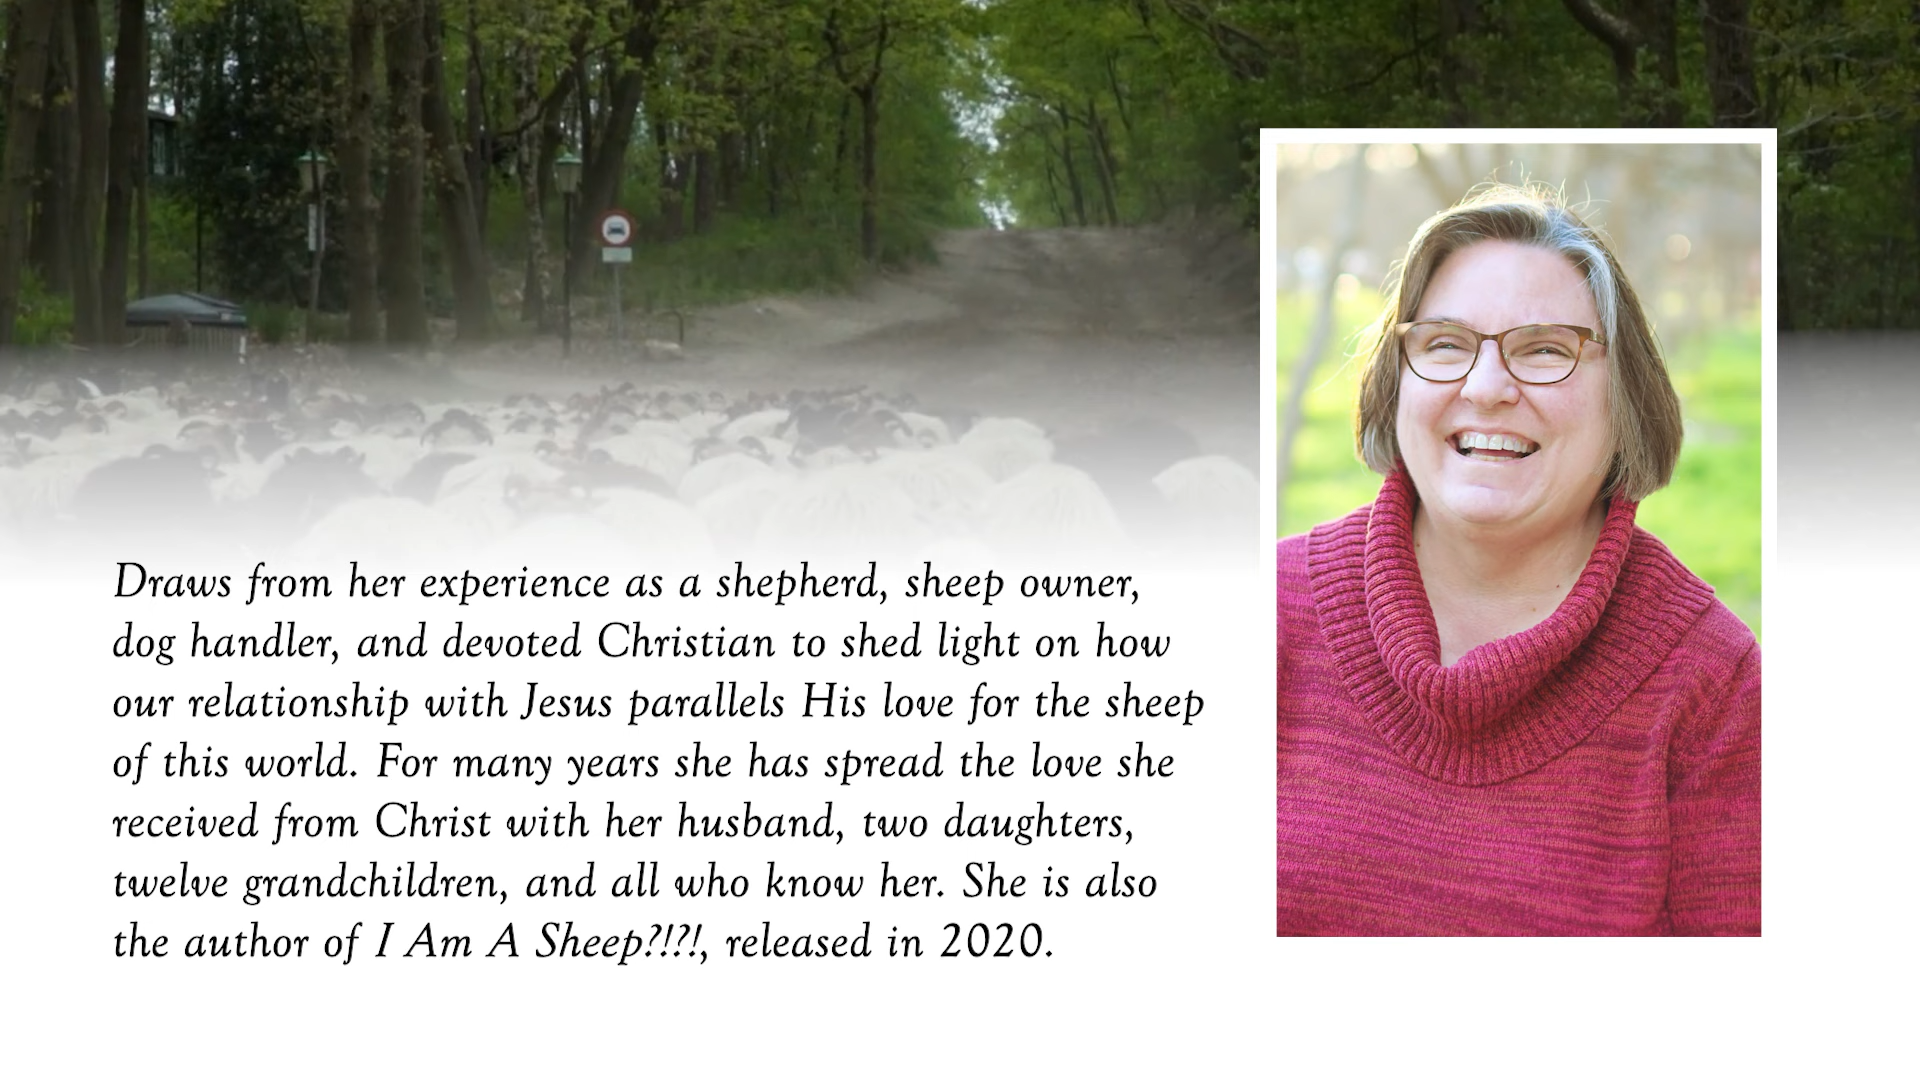 Draws from her experience as a shepherd, sheep owner,
dog handler, and devoted Christian to shed light on how
our relationship with Jesus parallels His love for the sheep
of this world. For many years she has spread the love she
received from Christ with her husband, two daughters,
twelve grandchildren, and all who know her. She is also
the author of I Am A Sheep?!?!, released in 2020.